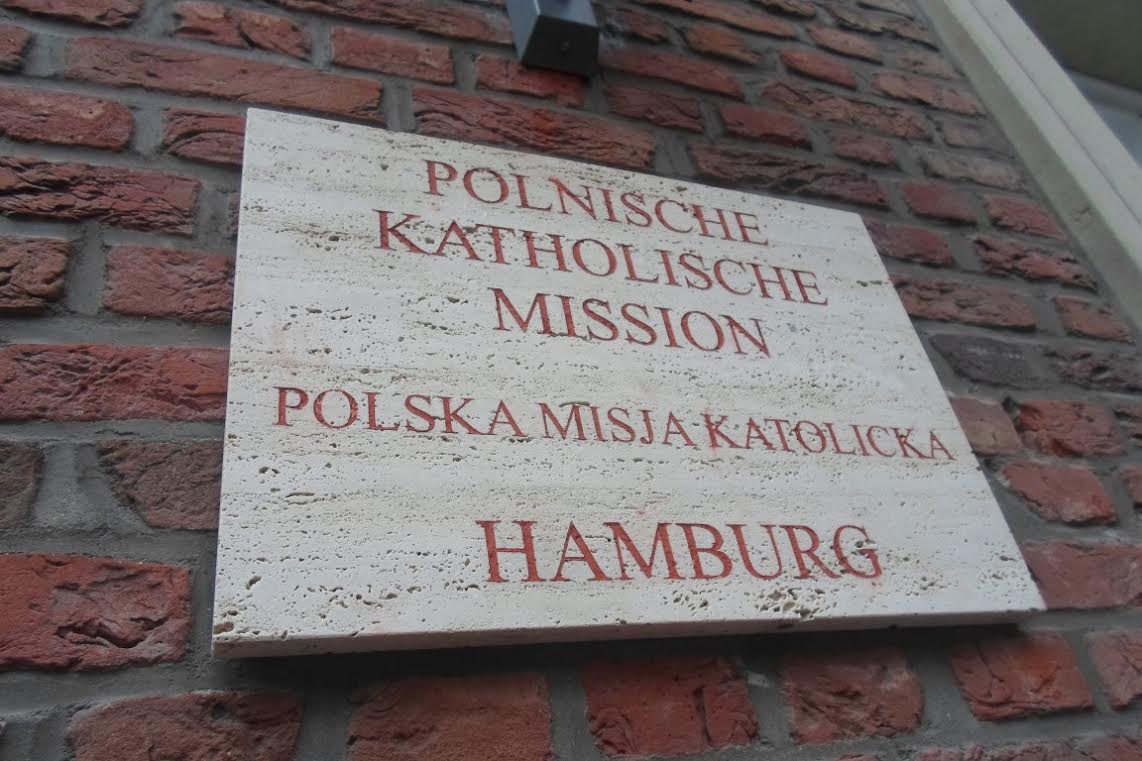 POLNISCHE
KATHOLISCHE
MISSION
POLSKA MISJA KATOLICKA
HAMBURG